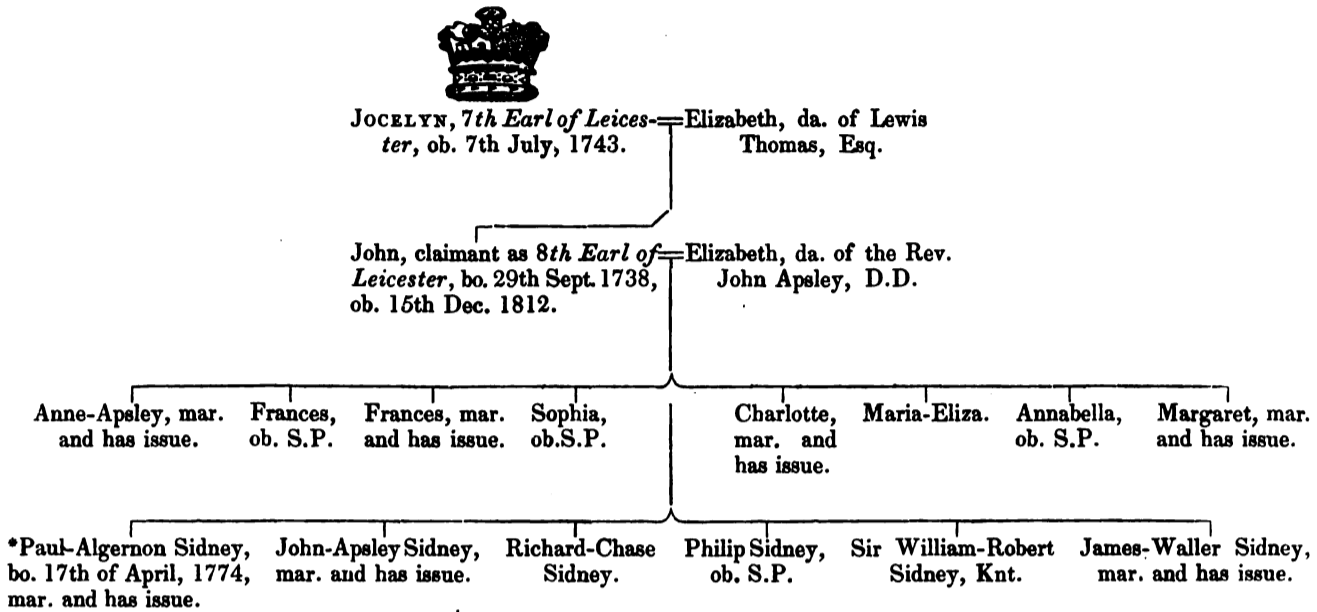 JOCELYN, 7th Earl of Leices-
ter, ob. 7th July, 1743.
Elizabeth, da. of Lewis
Thomas, Esq.
John, claimant as 8th Earl of
Leicester, bo. 29th Sept. 1738,
ob. 15th Dec. 1812.
Elizabeth, da. of the Rev.
John Apsley, D.D.
Anne-Apsley, mar.
and has issue.
Frances,
ob. S.P.
Frances, mar.
and has issue.
Sophia,
ob.S.P.
Charlotte,
mar. and
has issue.
Maria-Eliza.
Annabella,
ob. S.P.
Margaret, mar.
and has issue.
*Paul-Algernon Sidney,
bo. 17th of April, 1774,
mar. and has issue.
John-Apsley Sidney,
mar. and has issue.
Richard-Chase
Sidney.
Philip Sidney,
ob. S.P.
Sir William-Robert
Sidney, Knt.
James-Waller Sidney,
mar. and has issue.